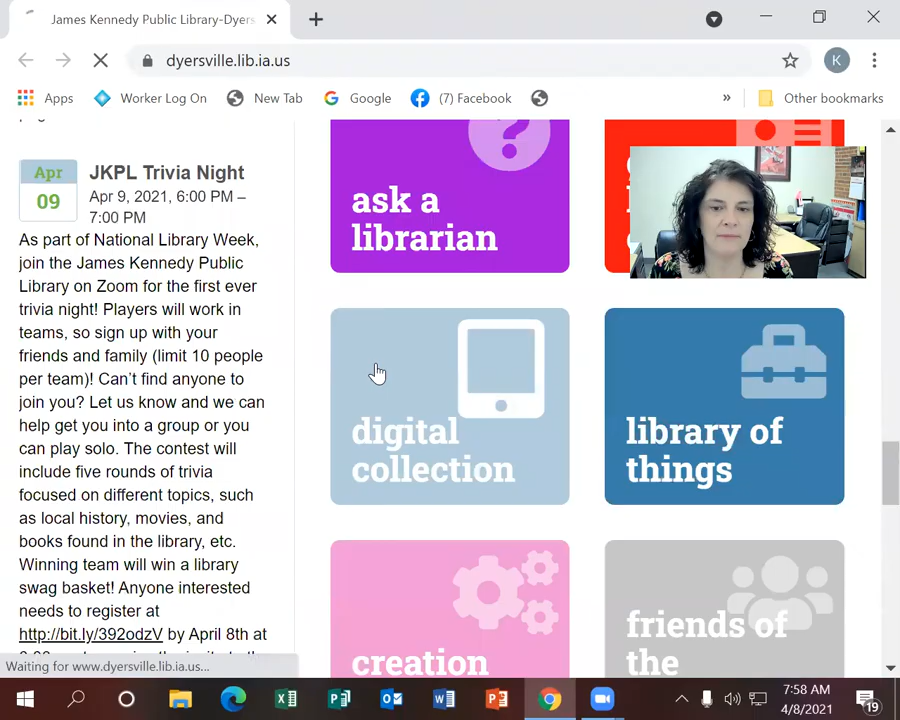 James Kennedy Public Library-Dyers
dyersville.lib.ia.us
K
Apps
Worker Log On
New Tab
Google
(7) Facebook
»
Other bookmarks
Apr
09
JKPL Trivia Night
Apr 9, 2021, 6:00 PM –
7:00 PM
As part of National Library Week,
join the James Kennedy Public
Library on Zoom for the first ever
trivia night! Players will work in
teams, so sign up with your
friends and family (limit 10 people
per team)! Can't find anyone to
join you? Let us know and we can
help get you into a group or you
can play solo. The contest will
include five rounds of trivia
focused on different topics, such
as local history, movies, and
books found in the library, etc.
Winning team will win a library
swag basket! Anyone interested
needs to register at
http://bit.ly/392odzV by April 8th at
Waiting for www.dyersville.lib.ia.us...
?
ask a
librarian
digital
collection
library of
things
creation
friends of
the
7:58 AM
4/8/2021
19